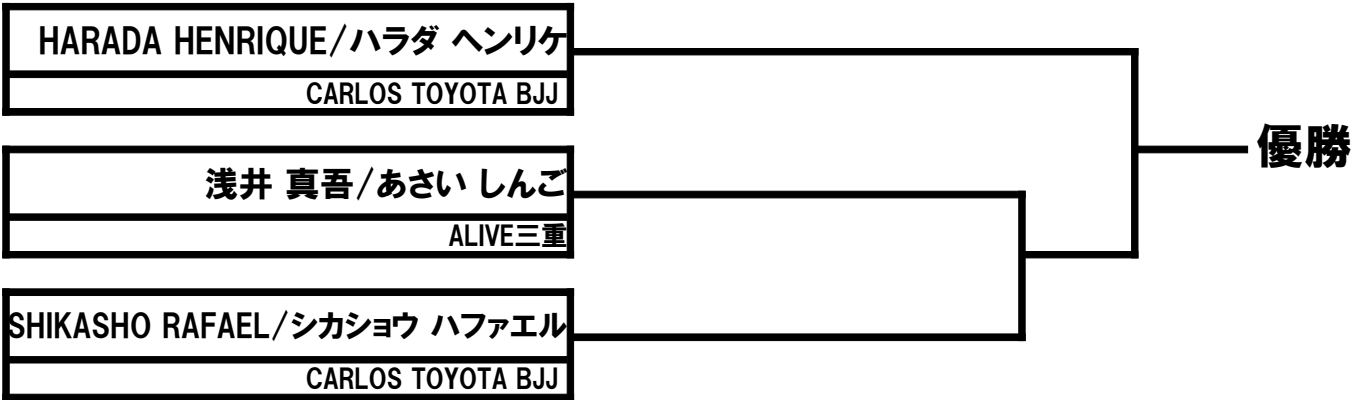 HARADA HENRIQUE/ハラダ ヘンリケ
CARLOS TOYOTA BJJ
優勝
浅井 真吾/あさい しんご
ALIVE三重
SHIKASHO RAFAEL/シカショウ ハファエル
CARLOS TOYOTA BJJ